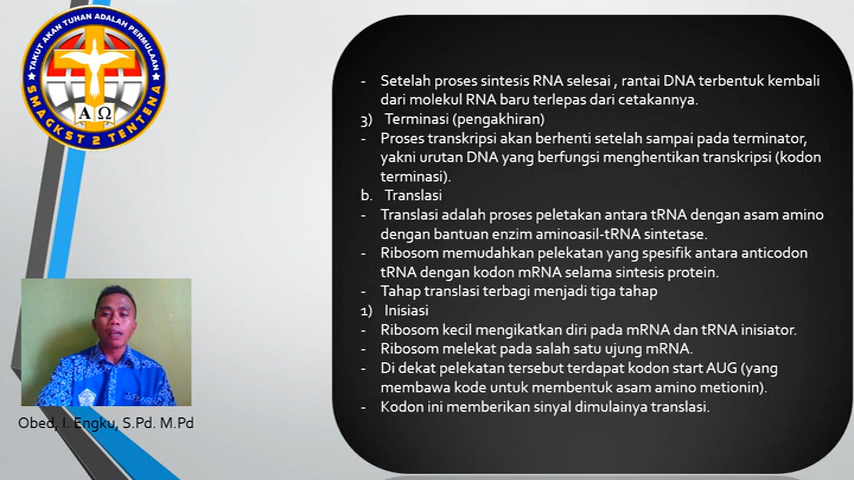 TAKUT AKAN TUHAN ADALAH PERMULAAN
SMAGKST 2 TENTENA
A Ω
- Setelah proses sintesis RNA selesai , rantai DNA terbentuk kembali
dari molekul RNA baru terlepas dari cetakannya.
3) Terminasi (pengakhiran)
- Proses transkripsi akan berhenti setelah sampai pada terminator,
yakni urutan DNA yang berfungsi menghentikan transkripsi (kodon
terminasi).
b. Translasi
- Translasi adalah proses peletakan antara tRNA dengan asam amino
dengan bantuan enzim aminoasil-tRNA sintetase.
- Ribosom memudahkan pelekatan yang spesifik antara anticodon
tRNA dengan kodon mRNA selama sintesis protein.
- Tahap translasi terbagi menjadi tiga tahap
1) Inisiasi
- Ribosom kecil mengikatkan diri pada mRNA dan tRNA inisiator.
- Ribosom melekat pada salah satu ujung mRNA.
- Di dekat pelekatan tersebut terdapat kodon start AUG (yang
membawa kode untuk membentuk asam amino metionin).
- Kodon ini memberikan sinyal dimulainya translasi.
Obed, I. Engku, S.Pd. M.Pd